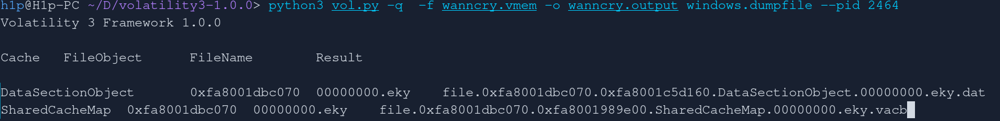 h1p@H1p-PC ~/D/volatility3-1.0.0> python3 vol.py -q  -f wanncry.vmem -o wanncry.output windows.dumpfile --pid 2464
Volatility 3 Framework 1.0.0
Cache   FileObject      FileName        Result
DataSectionObject       0xfa8001dbc070  00000000.eky    file.0xfa8001dbc070.0xfa8001c5d160.DataSectionObject.00000000.eky.dat
SharedCacheMap  0xfa8001dbc070  00000000.eky    file.0xfa8001dbc070.0xfa8001989e00.SharedCacheMap.00000000.eky.vacb